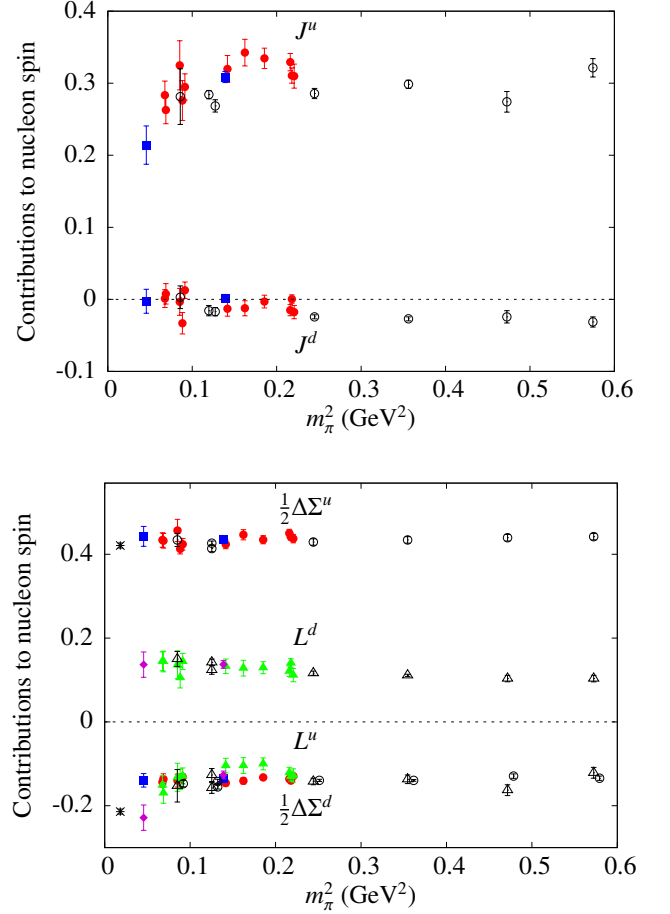 Contributions to nucleon spin
0.4
0.3
0.2
0.1
0
-0.1
J^u
J^d
0 0.1 0.2 0.3 0.4 0.5 0.6
m_π^2 (GeV^2)
Contributions to nucleon spin
0.4
0.2
0
-0.2
1/2 ΔΣ^u
L^d
L^u
1/2 ΔΣ^d
0 0.1 0.2 0.3 0.4 0.5 0.6
m_π^2 (GeV^2)